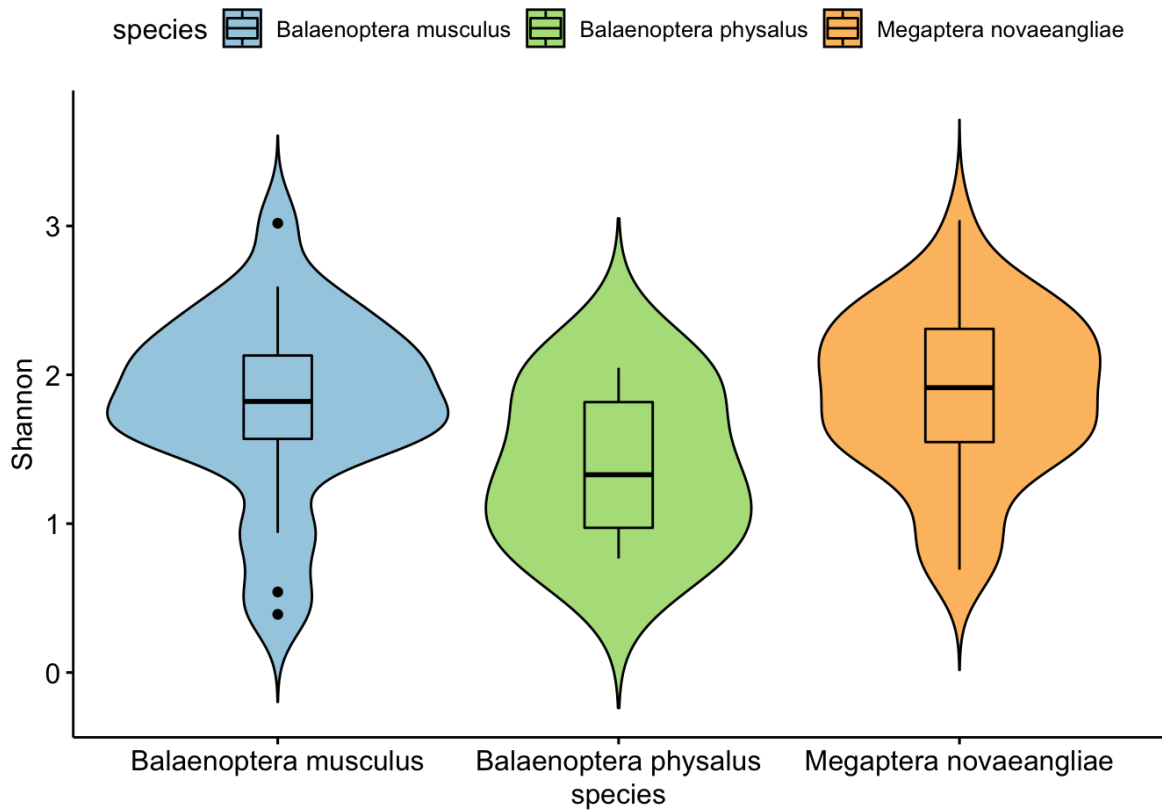 species Balaenoptera musculus Balaenoptera physalus Megaptera novaeangliae
Shannon
3
2
1
0
Balaenoptera musculus Balaenoptera physalus Megaptera novaeangliae
species